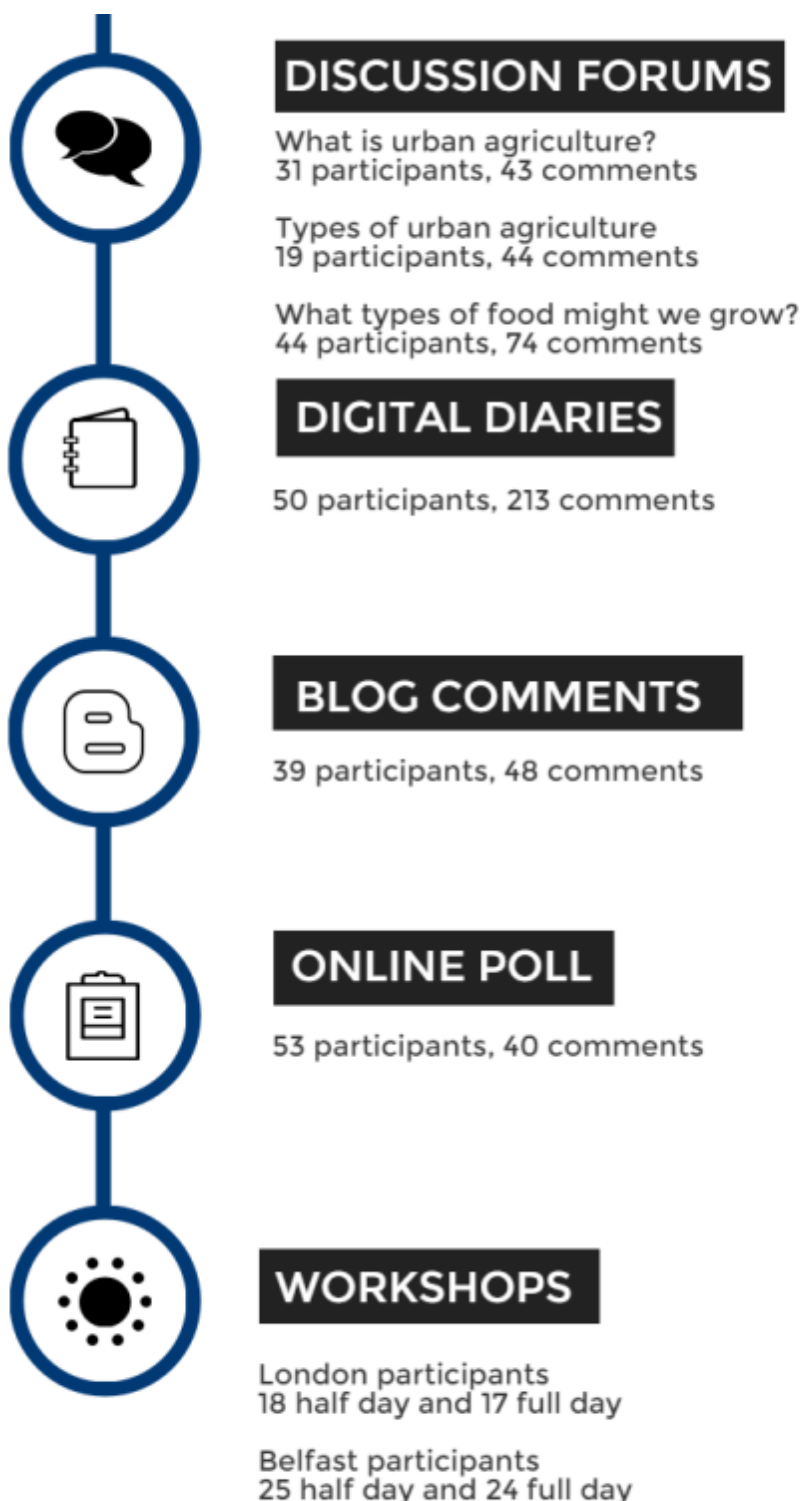 DISCUSSION FORUMS
What is urban agriculture?
31 participants, 43 comments
Types of urban agriculture
19 participants, 44 comments
What types of food might we grow?
44 participants, 74 comments
DIGITAL DIARIES
50 participants, 213 comments
BLOG COMMENTS
39 participants, 48 comments
ONLINE POLL
53 participants, 40 comments
WORKSHOPS
London participants
18 half day and 17 full day
Belfast participants
25 half day and 24 full day